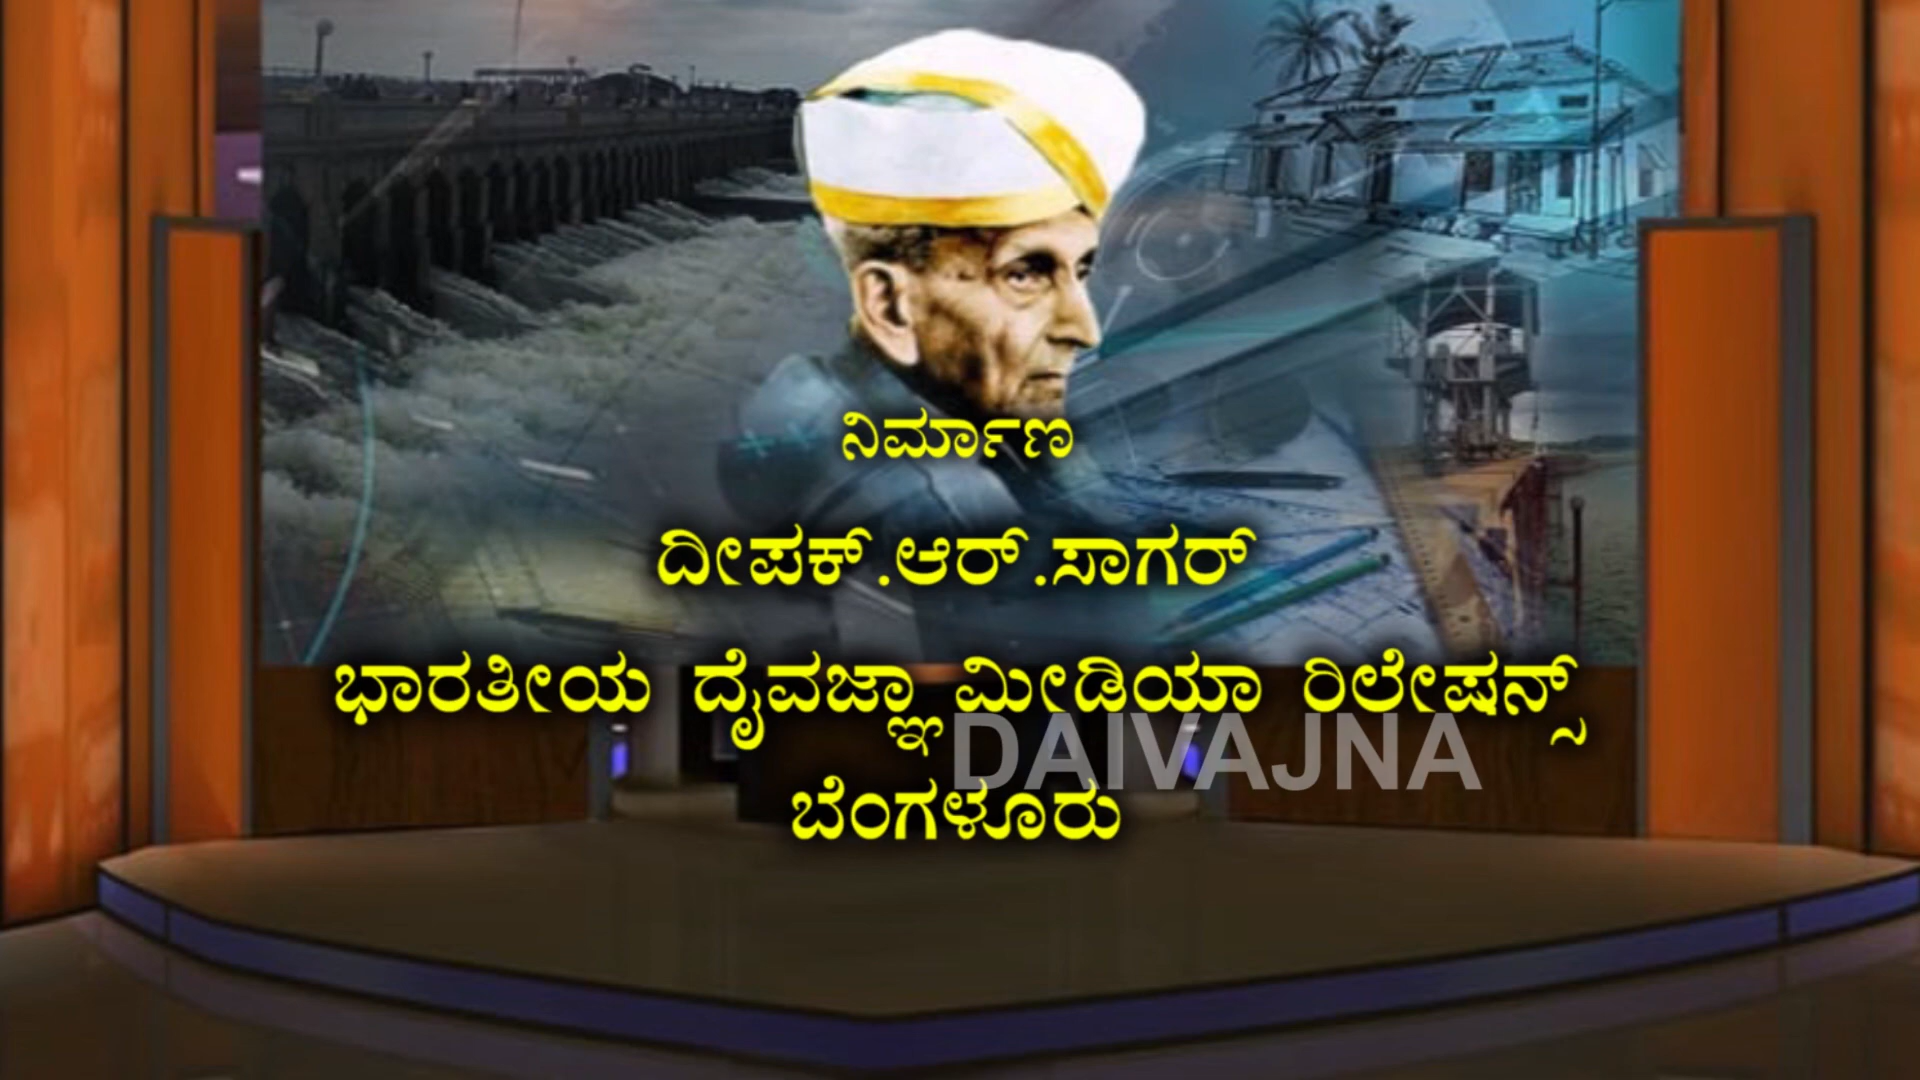 ನಿರ್ಮಾಣ
ದೀಪಕ್.ಆರ್.ಸಾಗರ್
ಭಾರತೀಯ ದೈವಜ್ಞಾ ಮೀಡಿಯಾ ರಿಲೇಷನ್ಸ್
DAIVAJNA
ಬೆಂಗಳೂರು